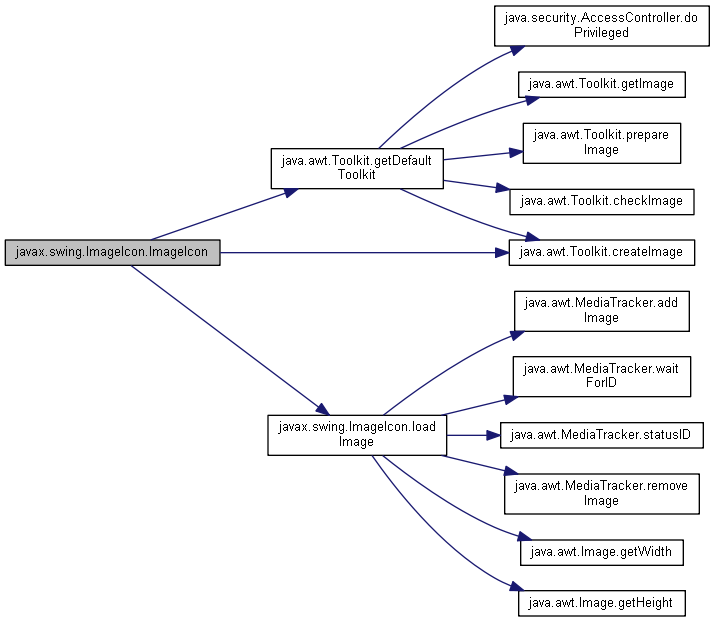 java.security.AccessController.do
Privileged
java.awt.Toolkit.getImage
java.awt.Toolkit.prepare
Image
java.awt.Toolkit.getDefault
Toolkit
java.awt.Toolkit.checkImage
javax.swing.ImageIcon.ImageIcon
java.awt.Toolkit.createImage
java.awt.MediaTracker.add
Image
java.awt.MediaTracker.wait
ForID
javax.swing.ImageIcon.load
Image
java.awt.MediaTracker.statusID
java.awt.MediaTracker.remove
Image
java.awt.Image.getWidth
java.awt.Image.getHeight